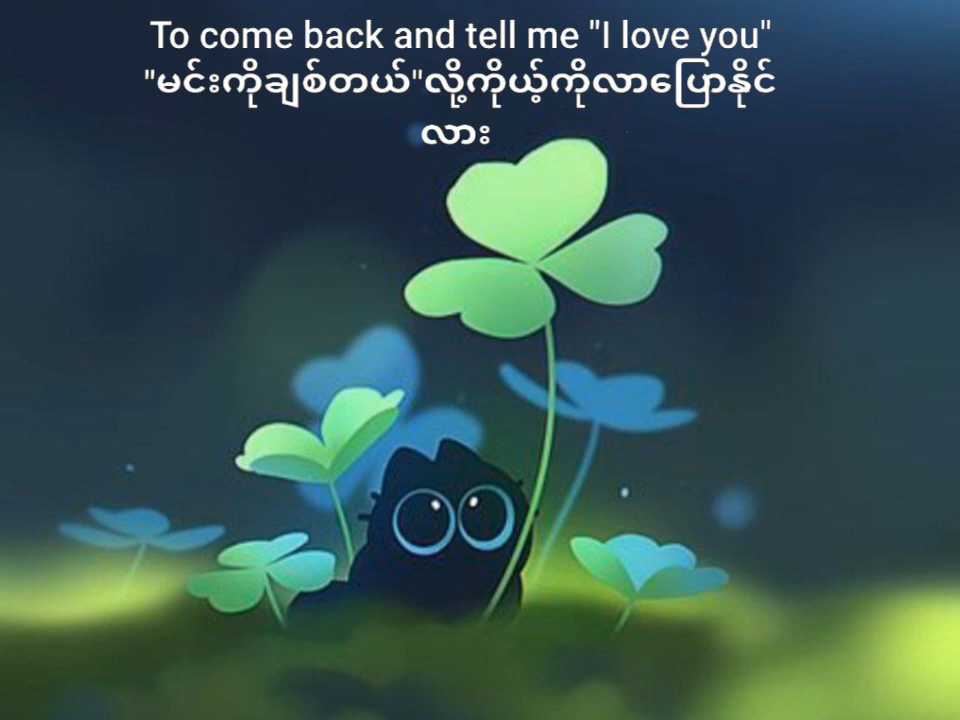 To come back and tell me "I love you"
"မင်းကိုချစ်တယ်"လို့ကိုယ့်ကိုလာပြောနိုင်
လား